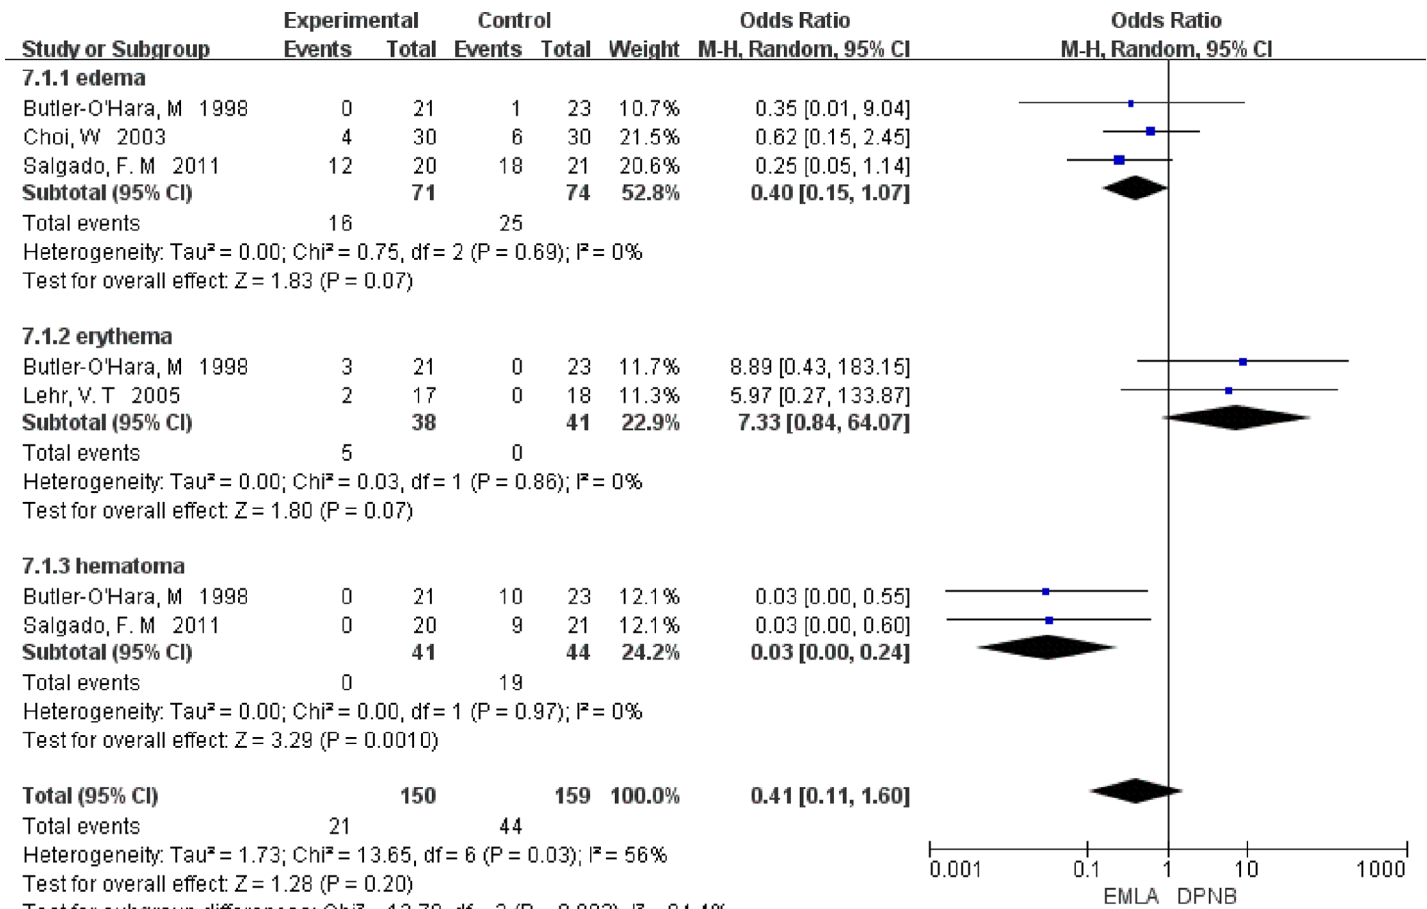 Experimental Control Odds Ratio Odds Ratio
Study or Subgroup Events Total Events Total Weight M-H, Random, 95% CI M-H, Random, 95% CI
7.1.1 edema
Butler-O'Hara, M 1998 0 21 1 23 10.7% 0.35 [0.01, 9.04]
Choi, W 2003 4 30 6 30 21.5% 0.62 [0.15, 2.45]
Salgado, F. M 2011 12 20 18 21 20.6% 0.25 [0.05, 1.14]
Subtotal (95% CI) 71 74 52.8% 0.40 [0.15, 1.07]
Total events 16 25
Heterogeneity: Tau² = 0.00; Chi² = 0.75, df = 2 (P = 0.69); I² = 0%
Test for overall effect: Z = 1.83 (P = 0.07)
7.1.2 erythema
Butler-O'Hara, M 1998 3 21 0 23 11.7% 8.89 [0.43, 183.15]
Lehr, V. T 2005 2 17 0 18 11.3% 5.97 [0.27, 133.87]
Subtotal (95% CI) 38 41 22.9% 7.33 [0.84, 64.07]
Total events 5 0
Heterogeneity: Tau² = 0.00; Chi² = 0.03, df = 1 (P = 0.86); I² = 0%
Test for overall effect: Z = 1.80 (P = 0.07)
7.1.3 hematoma
Butler-O'Hara, M 1998 0 21 10 23 12.1% 0.03 [0.00, 0.55]
Salgado, F. M 2011 0 20 9 21 12.1% 0.03 [0.00, 0.60]
Subtotal (95% CI) 41 44 24.2% 0.03 [0.00, 0.24]
Total events 0 19
Heterogeneity: Tau² = 0.00; Chi² = 0.00, df = 1 (P = 0.97); I² = 0%
Test for overall effect: Z = 3.29 (P = 0.0010)
Total (95% CI) 150 159 100.0% 0.41 [0.11, 1.60]
Total events 21 44
Heterogeneity: Tau² = 1.73; Chi² = 13.65, df = 6 (P = 0.03); I² = 56%
Test for overall effect: Z = 1.28 (P = 0.20)
0.001 0.1 1 10 1000
EMLA DPNB